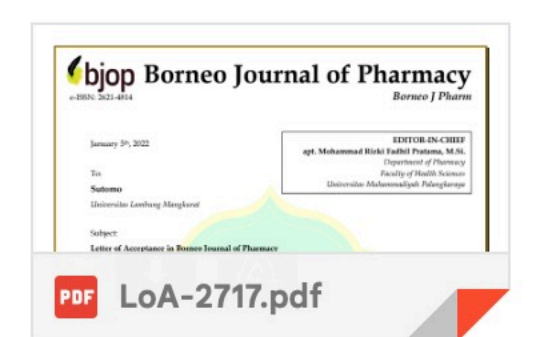 bjop Borneo Journal of Pharmacy
e-ISSN: 2621-4814
Borneo J Pharm
January 5th, 2022
EDITOR-IN-CHIEF
apt. Mohammad Rizki Fadhil Pratama, M.Si.
Department of Pharmacy
Faculty of Health Sciences
Universitas Muhammadiyah Palangkaraya
To:
Sutomo
Universitas Lambung Mangkurat
Subject:
Letter of Acceptance in Borneo Journal of Pharmacy
PDF LoA-2717.pdf